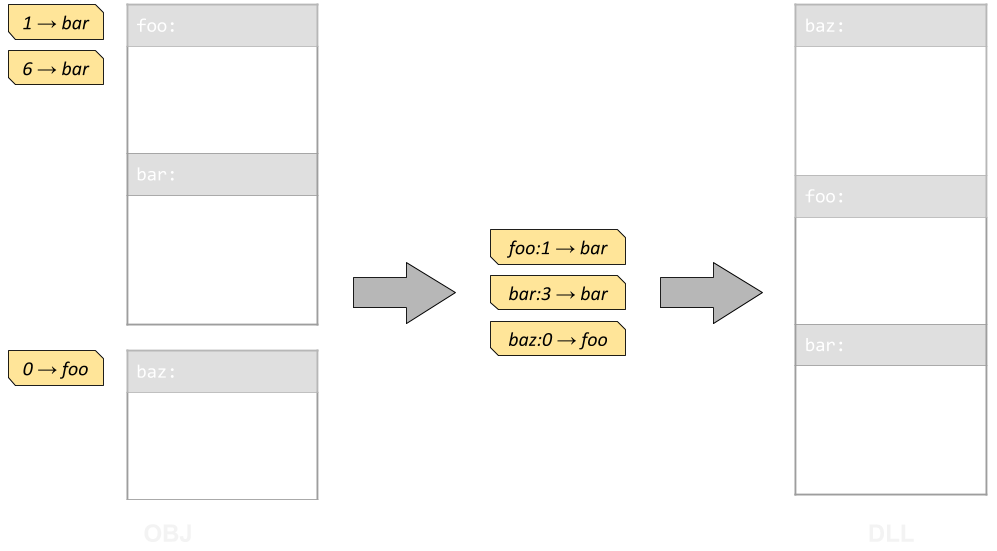 1 → bar
6 → bar
foo:
bar:
0 → foo
baz:
OBJ
foo:1 → bar
bar:3 → bar
baz:0 → foo
baz:
foo:
bar:
DLL